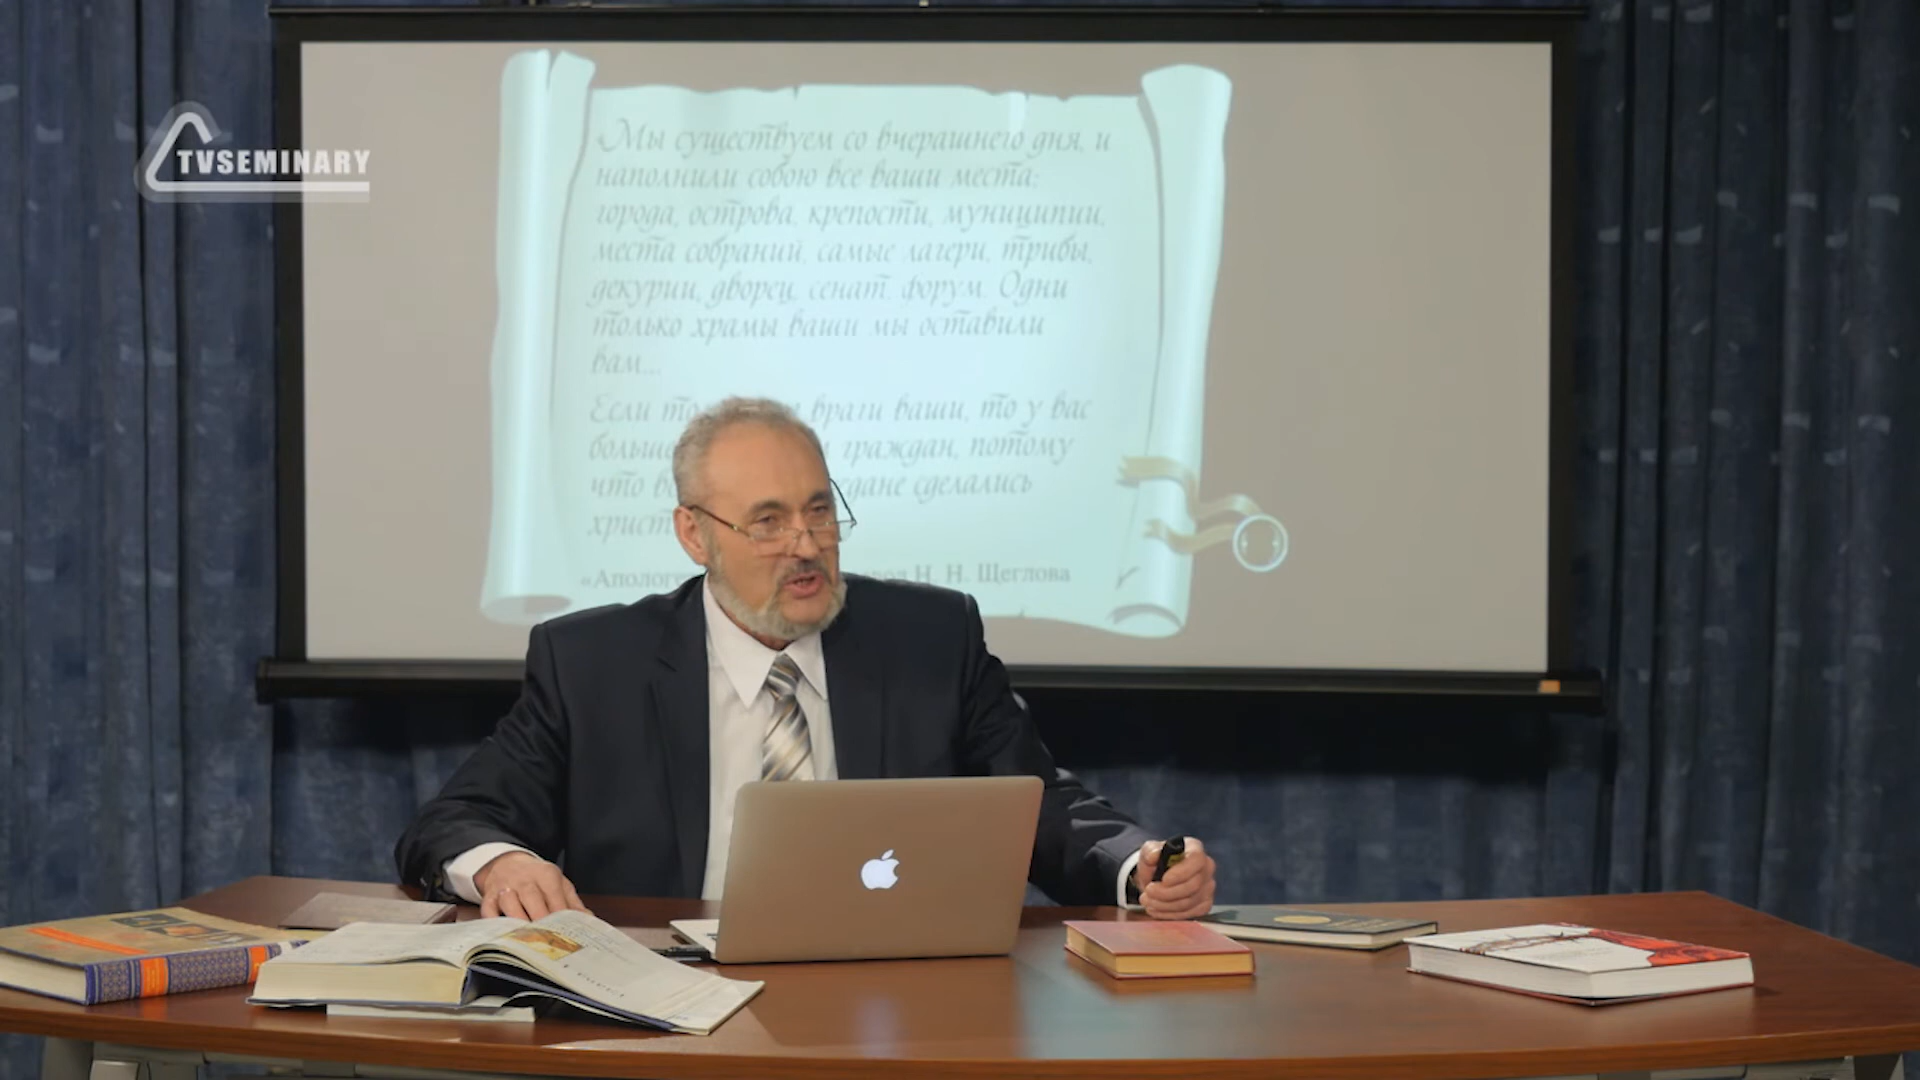 TVSEMINARY
«Мы существуем со вчерашнего дня, и
наполнили собою все ваши места:
города, острова, крепости, муниципии,
места собраний, самые лагери, трибы,
декурии, дворец, сенат, форум. Одни
только храмы ваши мы оставили
вам...
Если враги ваши, то у вас
граждан, потому
что сделались
Н. Н. Щеглова